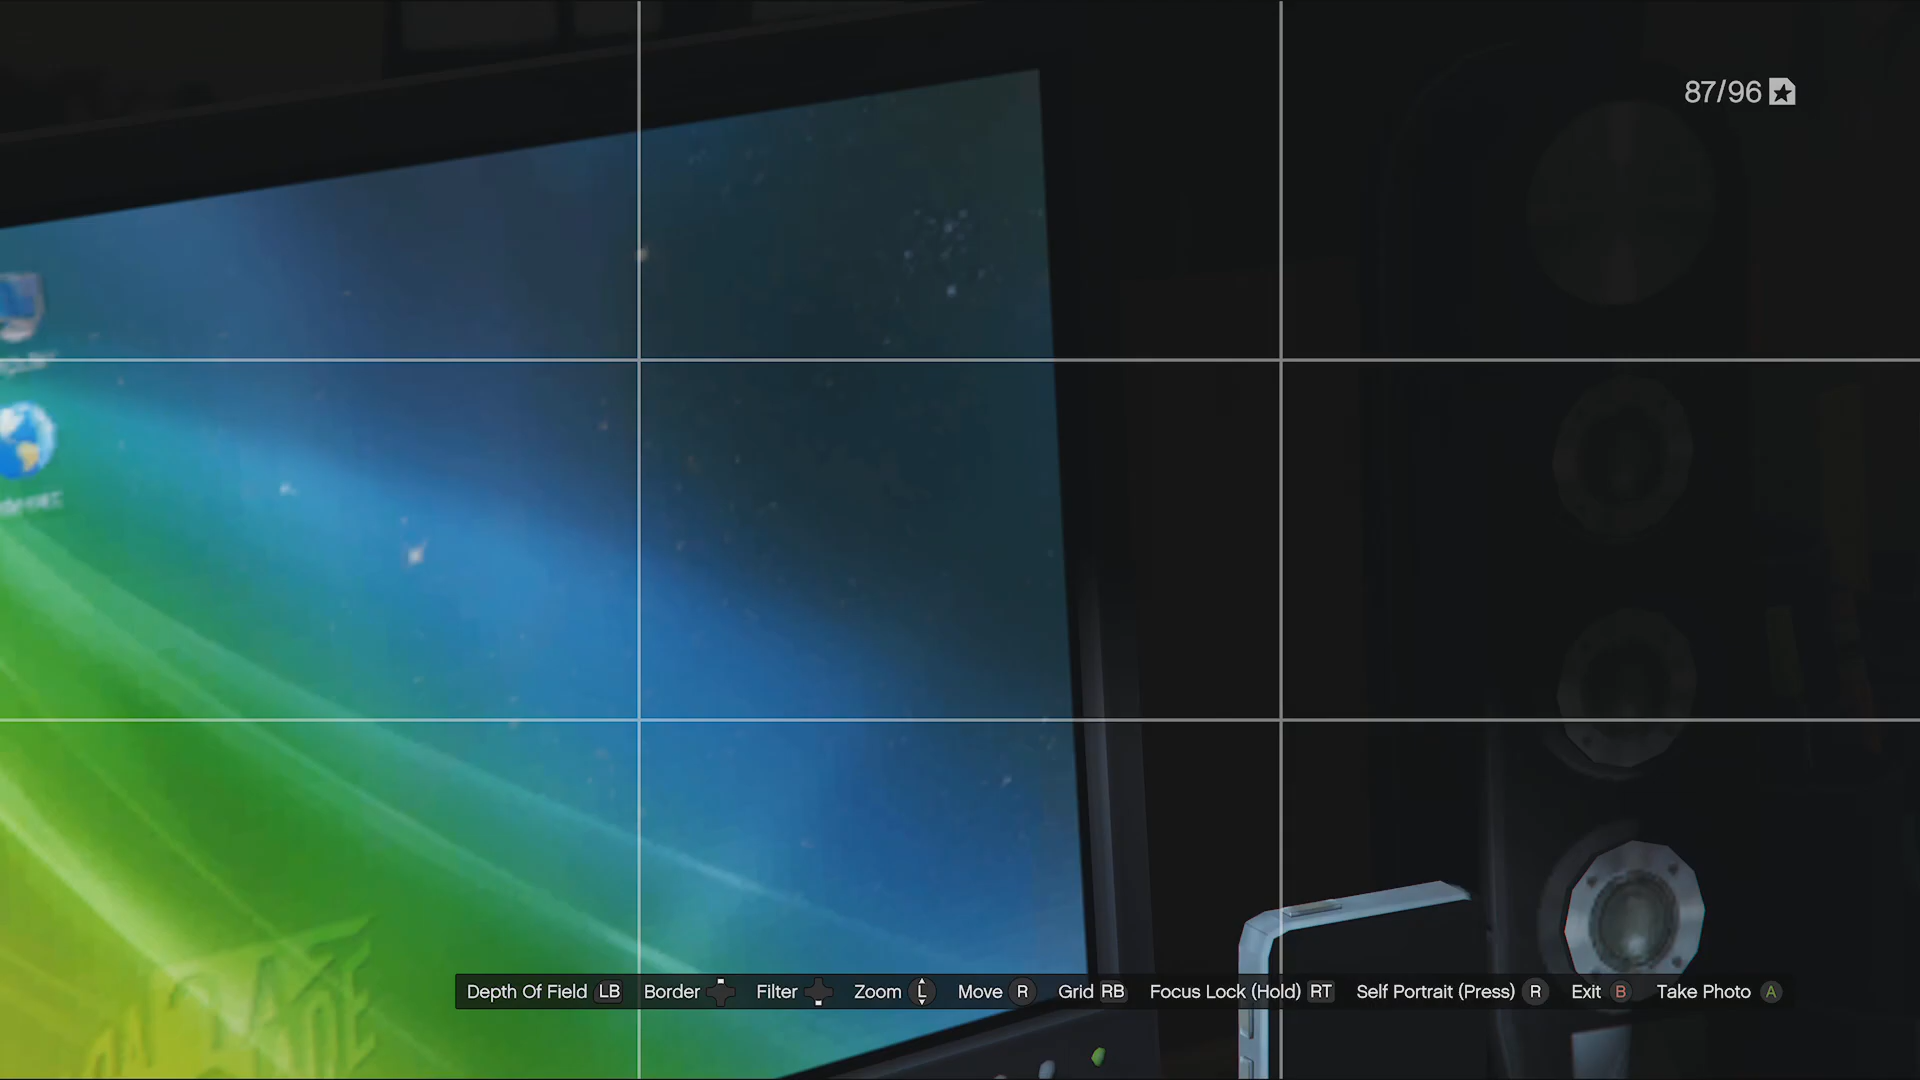 87/96
Depth Of Field LB Border Filter Zoom L Move R Grid RB Focus Lock (Hold) RT Self Portrait (Press) R Exit B Take Photo A